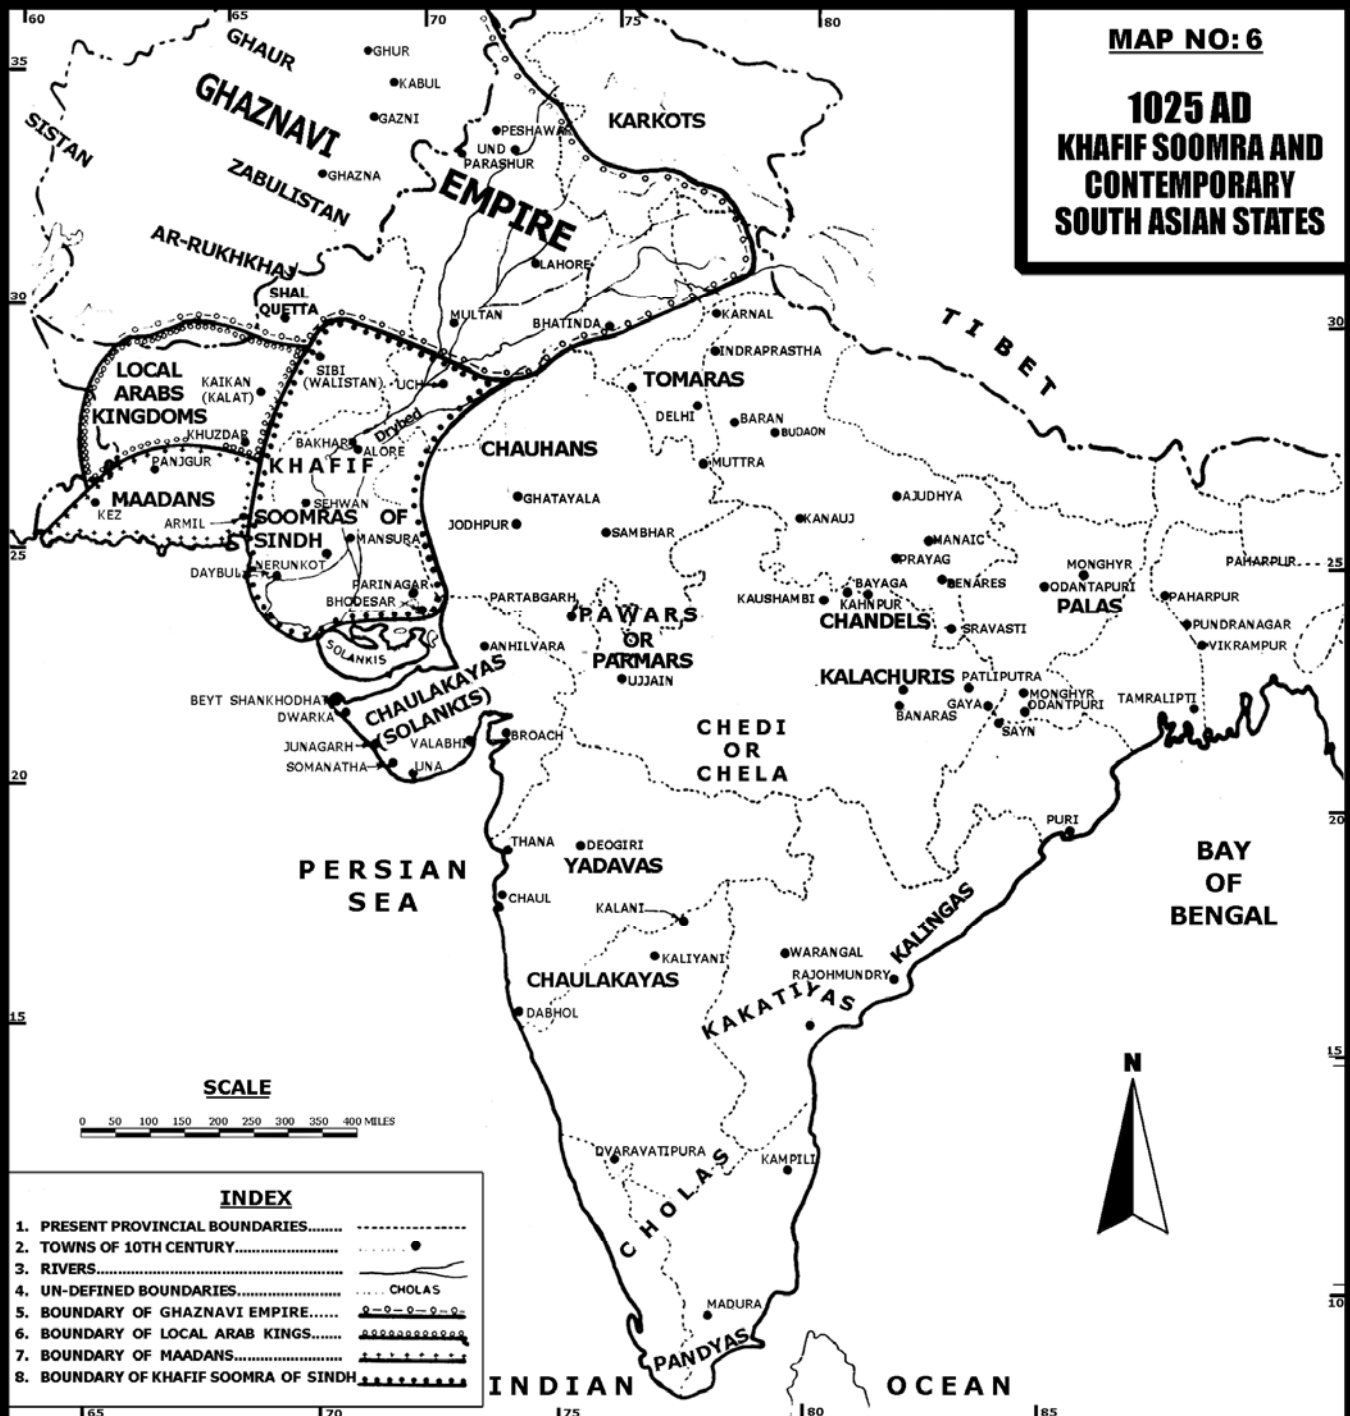 60
65
70
75
80
MAP NO: 6
1025 AD
KHAFIF SOOMRA AND
CONTEMPORARY
SOUTH ASIAN STATES
35
GHAUR
GHUR
KABUL
GAZNI
GHAZNAVI
SISTAN
ZABULISTAN
GHAZNA
AR-RUKHKHAJ
PESHAWAR
UND
PARASHUR
KARKOTS
EMPIRE
LAHORE
30
30
SHAL
QUETTA
MULTAN
BHATINDA
KARNAL
TIBET
INDRAPRASTHA
LOCAL
ARABS
KINGDOMS
KAIKAN
(KALAT)
SIBI
(WALISTAN)
UCH
TOMARAS
DELHI
BARAN
BUDAON
KHUZDAR
BAKHAR
Drybed
ALORE
CHAUHANS
MUTTRA
PANJGUR
KHAFIF
MAADANS
KEZ
ARMIL
SEHWAN
SOOMRAS OF
SINDH
MANSURA
GHATAYALA
JODHPUR
SAMBHAR
AJUDHYA
KANAUJ
MANAIC
PRAYAG
25
25
NERUNKOT
DAYBUL
PARINAGAR
BHODESAR
PARTABGARH
PAWARS
OR
PARMARS
UJJAIN
KAUSHAMBI
BAYAGA
KAHNPUR
BENARES
CHANDELS
SRAVASTI
MONGHYR
ODANTAPURI
PALAS
PAHARPUR
PAHARPUR
PUNDRANAGAR
VIKRAMPUR
SOLANKIS
ANHILVARA
BEYT SHANKHODHAT
DWARKA
CHAULAKAYAS
(SOLANKIS)
JUNAGARH
VALABHI
SOMANATHA
UNA
BROACH
KALACHURIS
PATLIPUTRA
BANARAS
GAYA
MONGHYR
ODANTPURI
SAYN
TAMRALIPTI
CHEDI
OR
CHELA
20
20
PURI
THANA
DEOGIRI
YADAVAS
PERSIAN
SEA
BAY
OF
BENGAL
CHAUL
KALANI
KALINGAS
KALIYANI
WARANGAL
RAJOHMUNDRY
CHAULAKAYAS
KAKATIYAS
DABHOL
15
15
N
SCALE
0 50 100 150 200 250 300 350 400 MILES
DVARAVATIPURA
KAMPILI
CHOLAS
INDEX
1. PRESENT PROVINCIAL BOUNDARIES........
2. TOWNS OF 10TH CENTURY........................
3. RIVERS.........................................................
4. UN-DEFINED BOUNDARIES........................ CHOLAS
5. BOUNDARY OF GHAZNAVI EMPIRE......
6. BOUNDARY OF LOCAL ARAB KINGS.......
7. BOUNDARY OF MAADANS.........................
8. BOUNDARY OF KHAFIF SOOMRA OF SINDH
10
MADURA
PANDYAS
INDIAN OCEAN
65
70
75
80
85